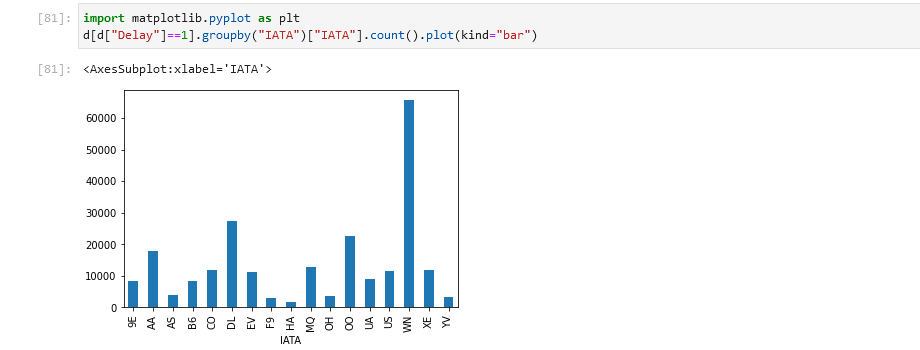 [81]: import matplotlib.pyplot as plt
d[d["Delay"]==1].groupby("IATA")["IATA"].count().plot(kind="bar")
[81]: <AxesSubplot:xlabel='IATA'>
60000
50000
40000
30000
20000
10000
0
9E AA AS B6 CO DL EV F9 HA MQ OH OO UA US WN XE YV
IATA